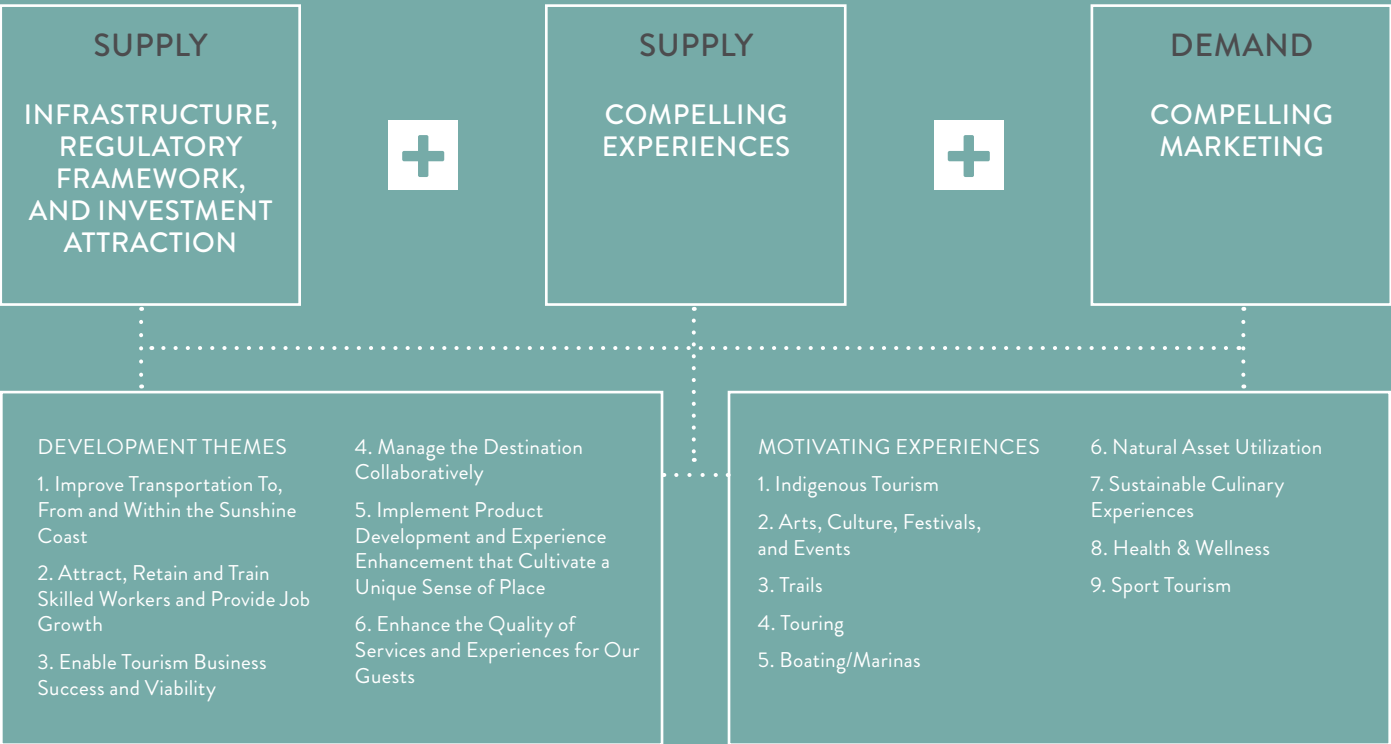 SUPPLY
INFRASTRUCTURE,
REGULATORY
FRAMEWORK,
AND INVESTMENT
ATTRACTION
SUPPLY
COMPELLING
EXPERIENCES
DEMAND
COMPELLING
MARKETING
DEVELOPMENT THEMES
1. Improve Transportation To,
From and Within the Sunshine
Coast
2. Attract, Retain and Train
Skilled Workers and Provide Job
Growth
3. Enable Tourism Business
Success and Viability
4. Manage the Destination
Collaboratively
5. Implement Product
Development and Experience
Enhancement that Cultivate a
Unique Sense of Place
6. Enhance the Quality of
Services and Experiences for Our
Guests
MOTIVATING EXPERIENCES
1. Indigenous Tourism
2. Arts, Culture, Festivals,
and Events
3. Trails
4. Touring
5. Boating/Marinas
6. Natural Asset Utilization
7. Sustainable Culinary
Experiences
8. Health & Wellness
9. Sport Tourism